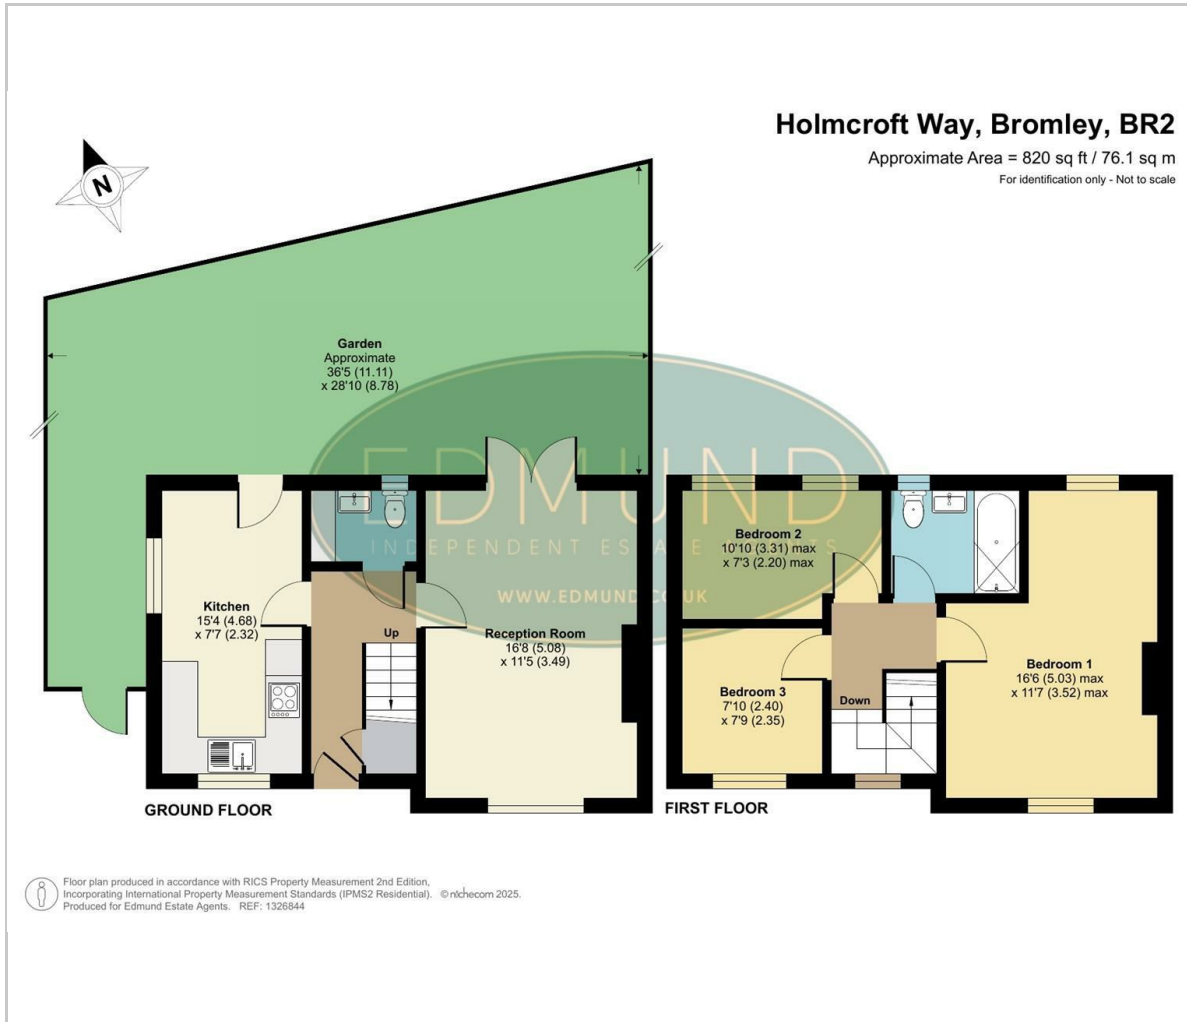 Holmcroft Way, Bromley, BR2
Approximate Area = 820 sq ft / 76.1 sq m
For identification only - Not to scale
N
Garden
Approximate
36'5 (11.11)
x 28'10 (8.78)
EDMUND
INDEPENDENT ESTATE AGENTS
WWW.EDMUND.CO.UK
Kitchen
15'4 (4.68)
x 7'7 (2.32)
Up
Reception Room
16'8 (5.08)
x 11'5 (3.49)
GROUND FLOOR
Bedroom 2
10'10 (3.31) max
x 7'3 (2.20) max
Bedroom 3
7'10 (2.40)
x 7'9 (2.35)
Down
Bedroom 1
16'6 (5.03) max
x 11'7 (3.52) max
FIRST FLOOR
Floor plan produced in accordance with RICS Property Measurement 2nd Edition,
Incorporating International Property Measurement Standards (IPMS2 Residential). © nichecom 2025.
Produced for Edmund Estate Agents. REF: 1326844